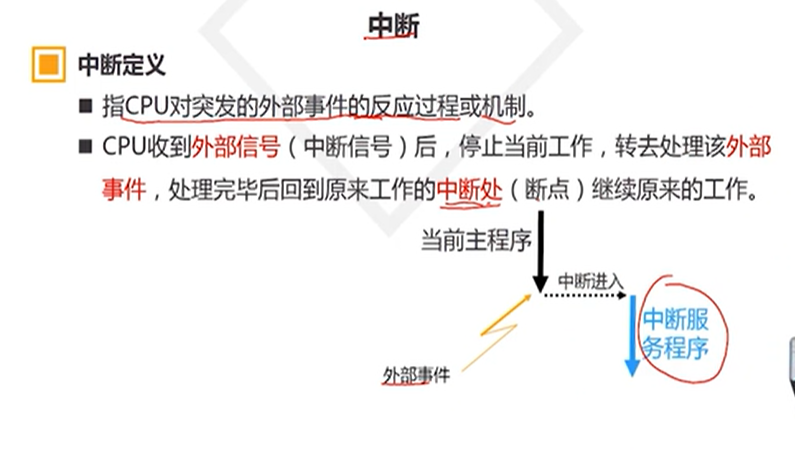 中断
中断定义
指CPU对突发的外部事件的反应过程或机制。
CPU收到外部信号（中断信号）后，停止当前工作，转去处理该外部
事件，处理完毕后回到原来工作的中断处（断点）继续原来的工作。
当前主程序
中断进入
中断服
务程序
外部事件